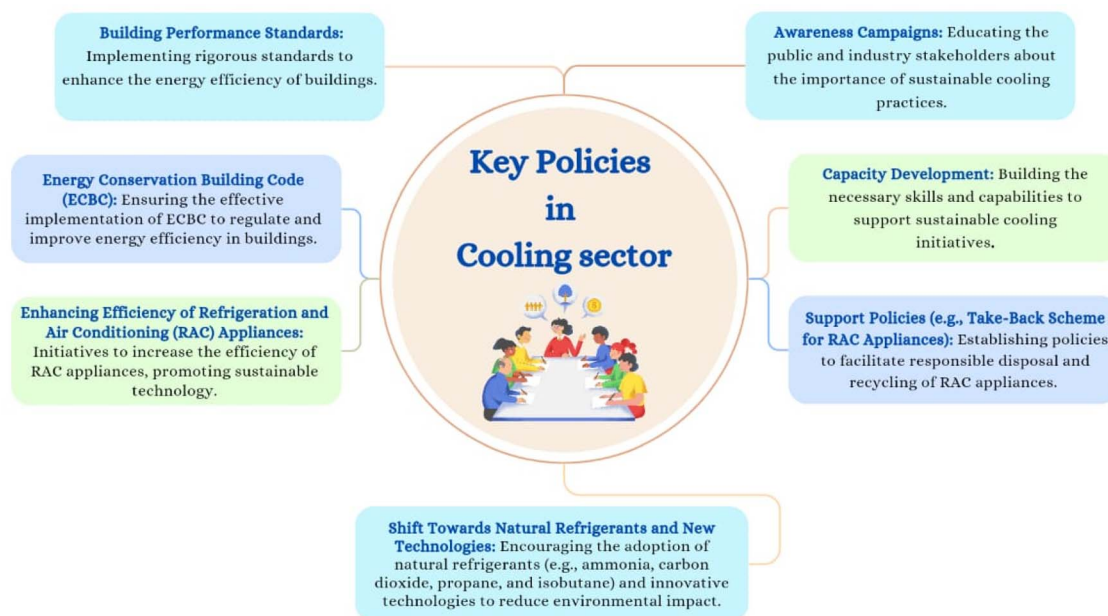 Building Performance Standards:
Implementing rigorous standards to
enhance the energy efficiency of buildings.
Awareness Campaigns: Educating the
public and industry stakeholders about
the importance of sustainable cooling
practices.
Key Policies
in
Cooling sector
Energy Conservation Building Code
(ECBC): Ensuring the effective
implementation of ECBC to regulate and
improve energy efficiency in buildings.
Capacity Development: Building the
necessary skills and capabilities to
support sustainable cooling
initiatives.
Enhancing Efficiency of Refrigeration and
Air Conditioning (RAC) Appliances:
Initiatives to increase the efficiency of
RAC appliances, promoting sustainable
technology.
Support Policies (e.g., Take-Back Scheme
for RAC Appliances): Establishing policies
to facilitate responsible disposal and
recycling of RAC appliances.
Shift Towards Natural Refrigerants and New
Technologies: Encouraging the adoption of
natural refrigerants (e.g., ammonia, carbon
dioxide, propane, and isobutane) and innovative
technologies to reduce environmental impact.